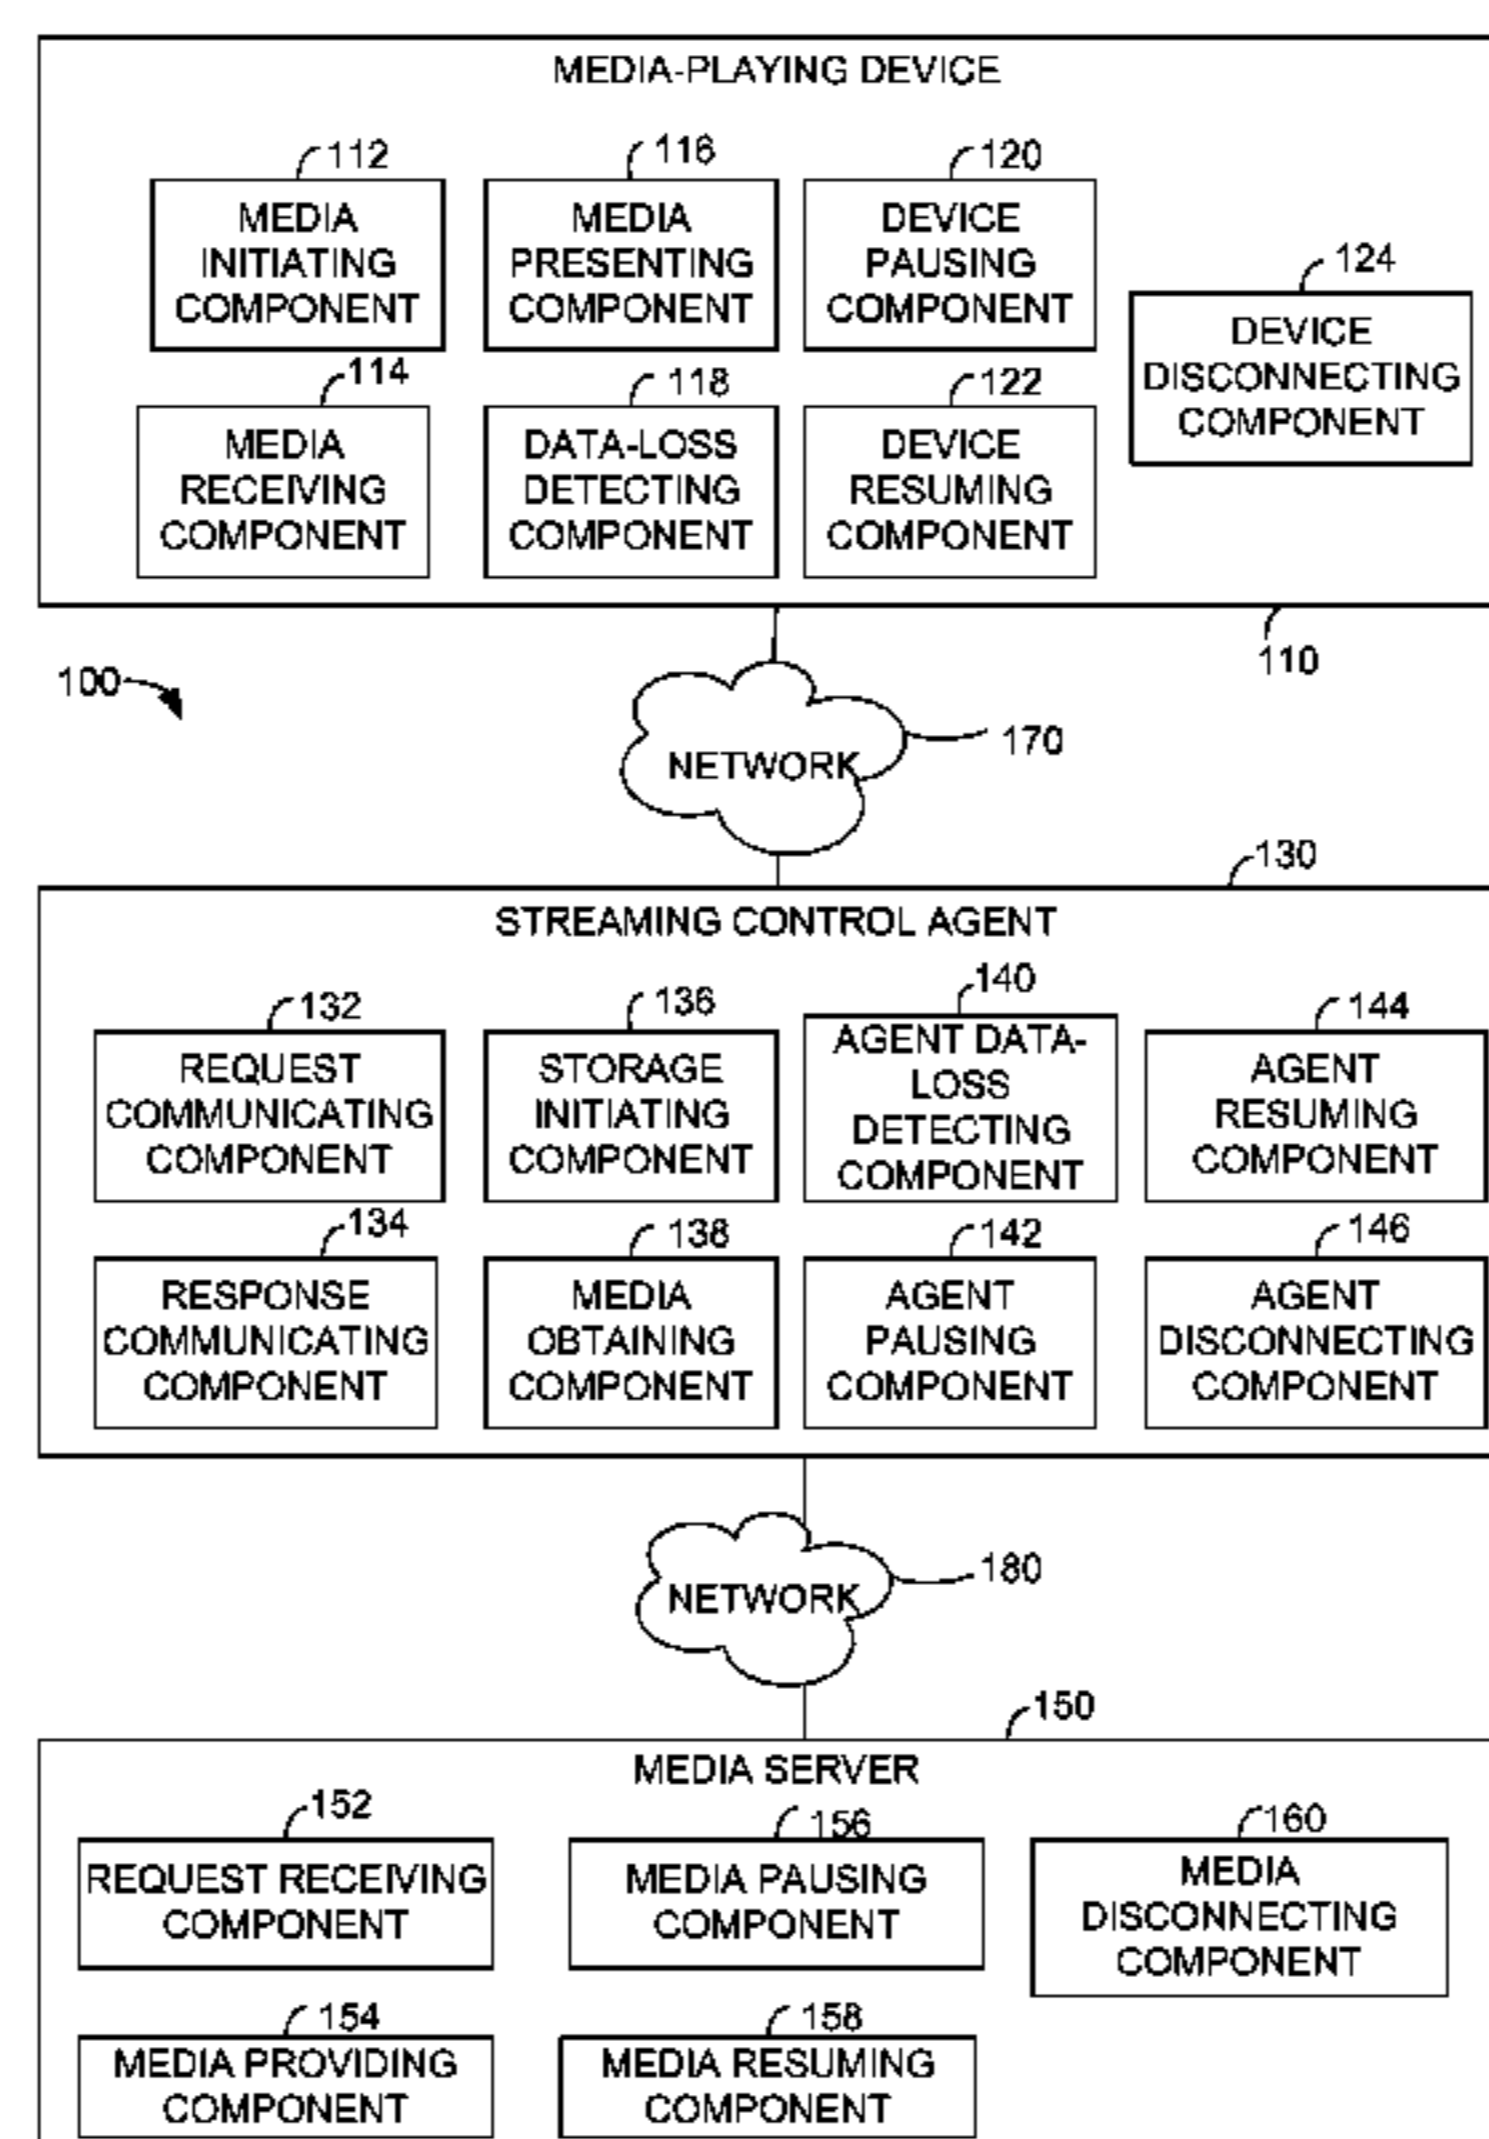 MEDIA-PLAYING DEVICE
112
MEDIA
INITIATING
COMPONENT
116
MEDIA
PRESENTING
COMPONENT
120
DEVICE
PAUSING
COMPONENT
124
DEVICE
DISCONNECTING
COMPONENT
114
MEDIA
RECEIVING
COMPONENT
118
DATA-LOSS
DETECTING
COMPONENT
122
DEVICE
RESUMING
COMPONENT
110
100
NETWORK
170
130
STREAMING CONTROL AGENT
132
REQUEST
COMMUNICATING
COMPONENT
136
STORAGE
INITIATING
COMPONENT
140
AGENT DATA-
LOSS
DETECTING
COMPONENT
144
AGENT
RESUMING
COMPONENT
134
RESPONSE
COMMUNICATING
COMPONENT
138
MEDIA
OBTAINING
COMPONENT
142
AGENT
PAUSING
COMPONENT
146
AGENT
DISCONNECTING
COMPONENT
NETWORK
180
150
MEDIA SERVER
152
REQUEST RECEIVING
COMPONENT
156
MEDIA PAUSING
COMPONENT
160
MEDIA
DISCONNECTING
COMPONENT
154
MEDIA PROVIDING
COMPONENT
158
MEDIA RESUMING
COMPONENT